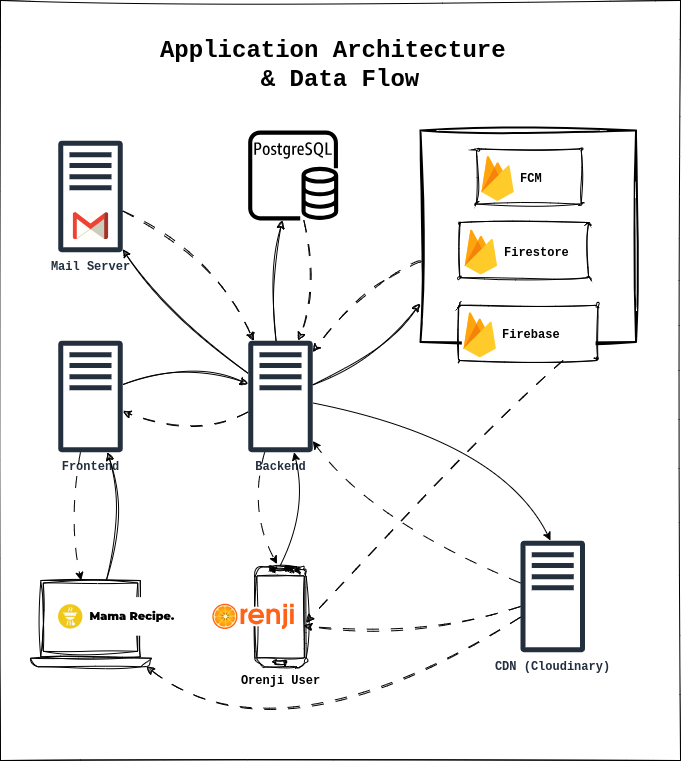 Application Architecture
& Data Flow
PostgreSQL
FCM
Firestore
Firebase
Mail Server
Frontend
Backend
Mama Recipe.
Orenji
Orenji User
CDN (Cloudinary)